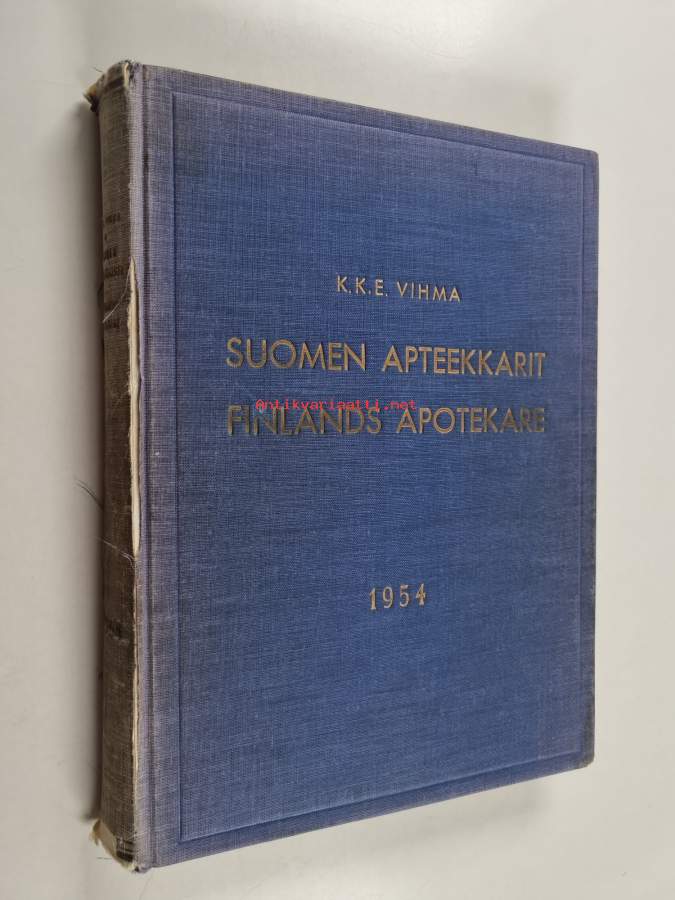 K.K.E. VIHMA
SUOMEN APTEEKKARIT
Antikvariaatti.net
FINLANDS APOTEKARE
1954